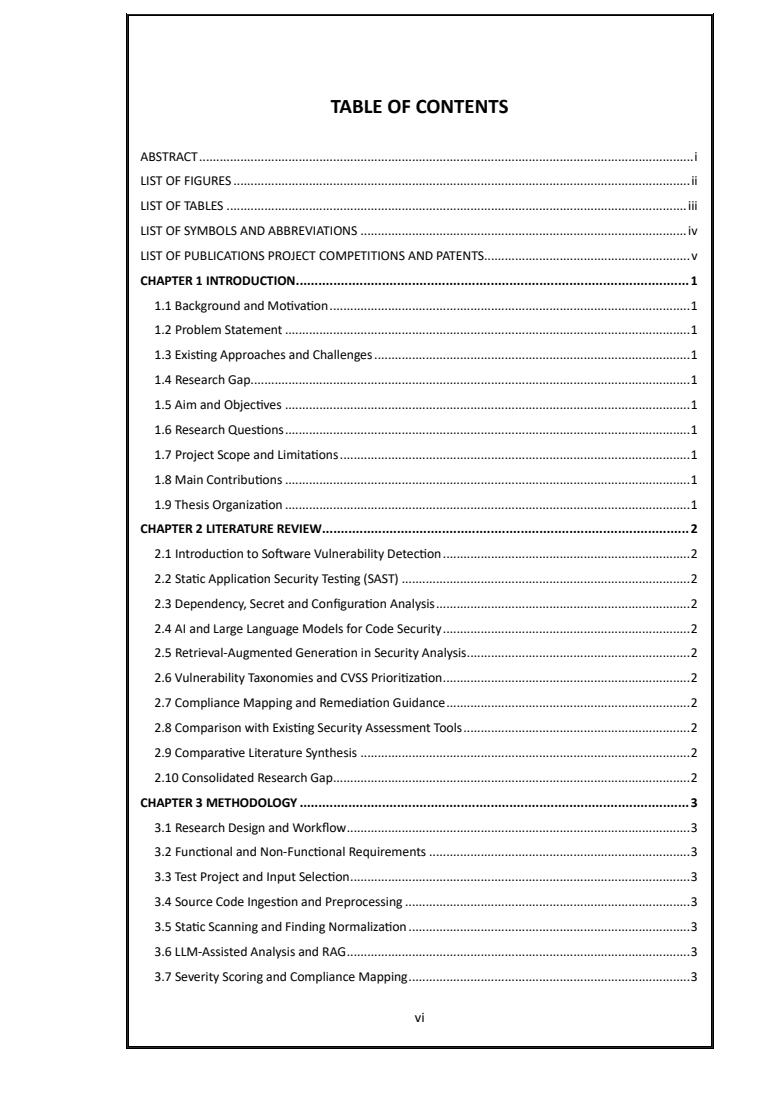 TABLE OF CONTENTS
ABSTRACT....................i
LIST OF FIGURES....................ii
LIST OF TABLES....................iii
LIST OF SYMBOLS AND ABBREVIATIONS....................iv
LIST OF PUBLICATIONS PROJECT COMPETITIONS AND PATENTS....................v
CHAPTER 1 INTRODUCTION....................1
1.1 Background and Motivation....................1
1.2 Problem Statement....................1
1.3 Existing Approaches and Challenges....................1
1.4 Research Gap....................1
1.5 Aim and Objectives....................1
1.6 Research Questions....................1
1.7 Project Scope and Limitations....................1
1.8 Main Contributions....................1
1.9 Thesis Organization....................1
CHAPTER 2 LITERATURE REVIEW....................2
2.1 Introduction to Software Vulnerability Detection....................2
2.2 Static Application Security Testing (SAST)....................2
2.3 Dependency, Secret and Configuration Analysis....................2
2.4 AI and Large Language Models for Code Security....................2
2.5 Retrieval-Augmented Generation in Security Analysis....................2
2.6 Vulnerability Taxonomies and CVSS Prioritization....................2
2.7 Compliance Mapping and Remediation Guidance....................2
2.8 Comparison with Existing Security Assessment Tools....................2
2.9 Comparative Literature Synthesis....................2
2.10 Consolidated Research Gap....................2
CHAPTER 3 METHODOLOGY....................3
3.1 Research Design and Workflow....................3
3.2 Functional and Non-Functional Requirements....................3
3.3 Test Project and Input Selection....................3
3.4 Source Code Ingestion and Preprocessing....................3
3.5 Static Scanning and Finding Normalization....................3
3.6 LLM-Assisted Analysis and RAG....................3
3.7 Severity Scoring and Compliance Mapping....................3
vi